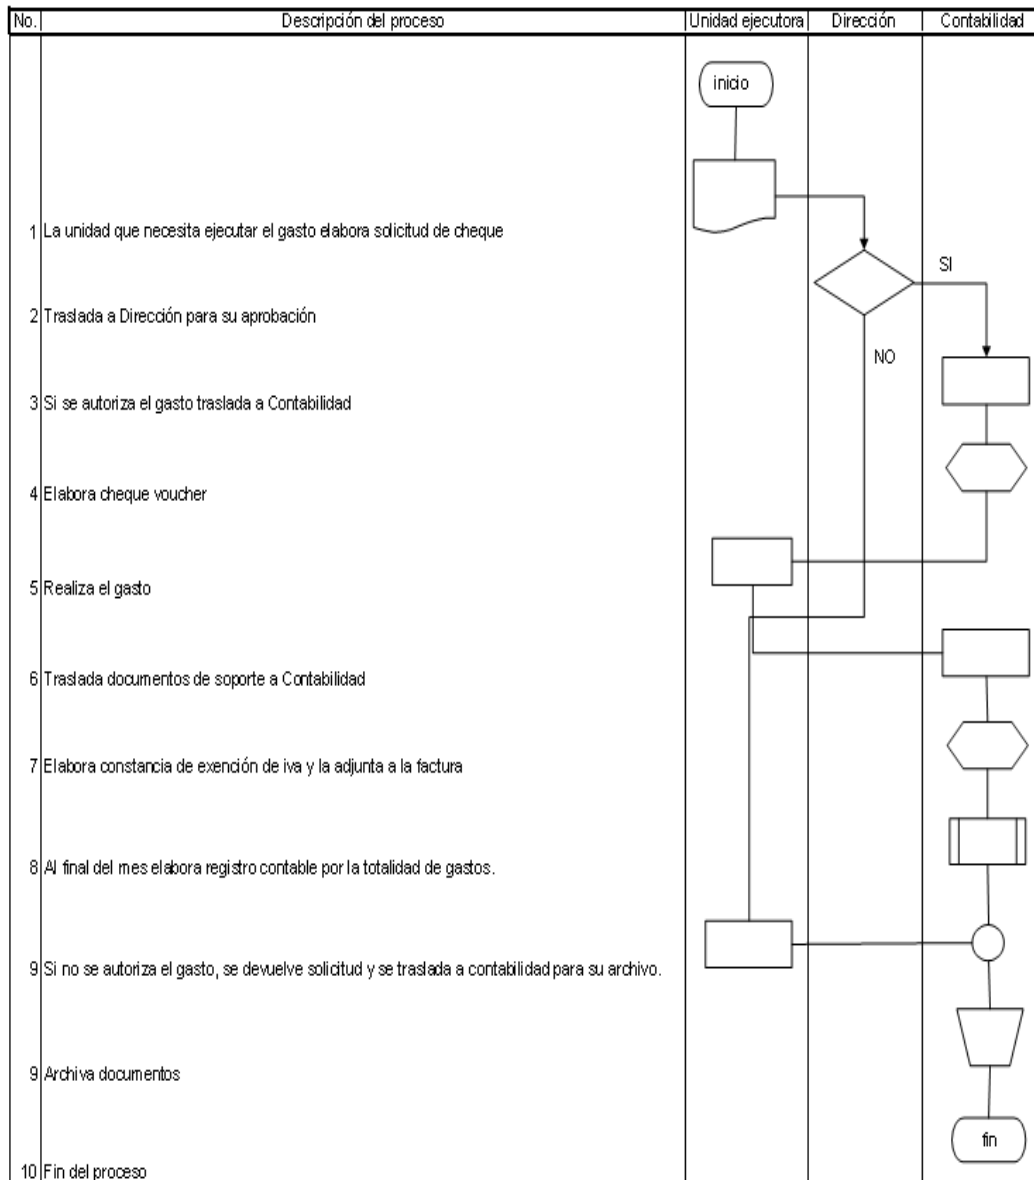 No. Descripción del proceso Unidad ejecutora Dirección Contabilidad
inicio
1 La unidad que necesita ejecutar el gasto elabora solicitud de cheque
SI
2 Traslada a Dirección para su aprobación
NO
3 Si se autoriza el gasto traslada a Contabilidad
4 Elabora cheque voucher
5 Realiza el gasto
6 Traslada documentos de soporte a Contabilidad
7 Elabora constancia de exención de iva y la adjunta a la factura
8 Al final del mes elabora registro contable por la totalidad de gastos.
9 Si no se autoriza el gasto, se devuelve solicitud y se traslada a contabilidad para su archivo.
9 Archiva documentos
fin
10 Fin del proceso